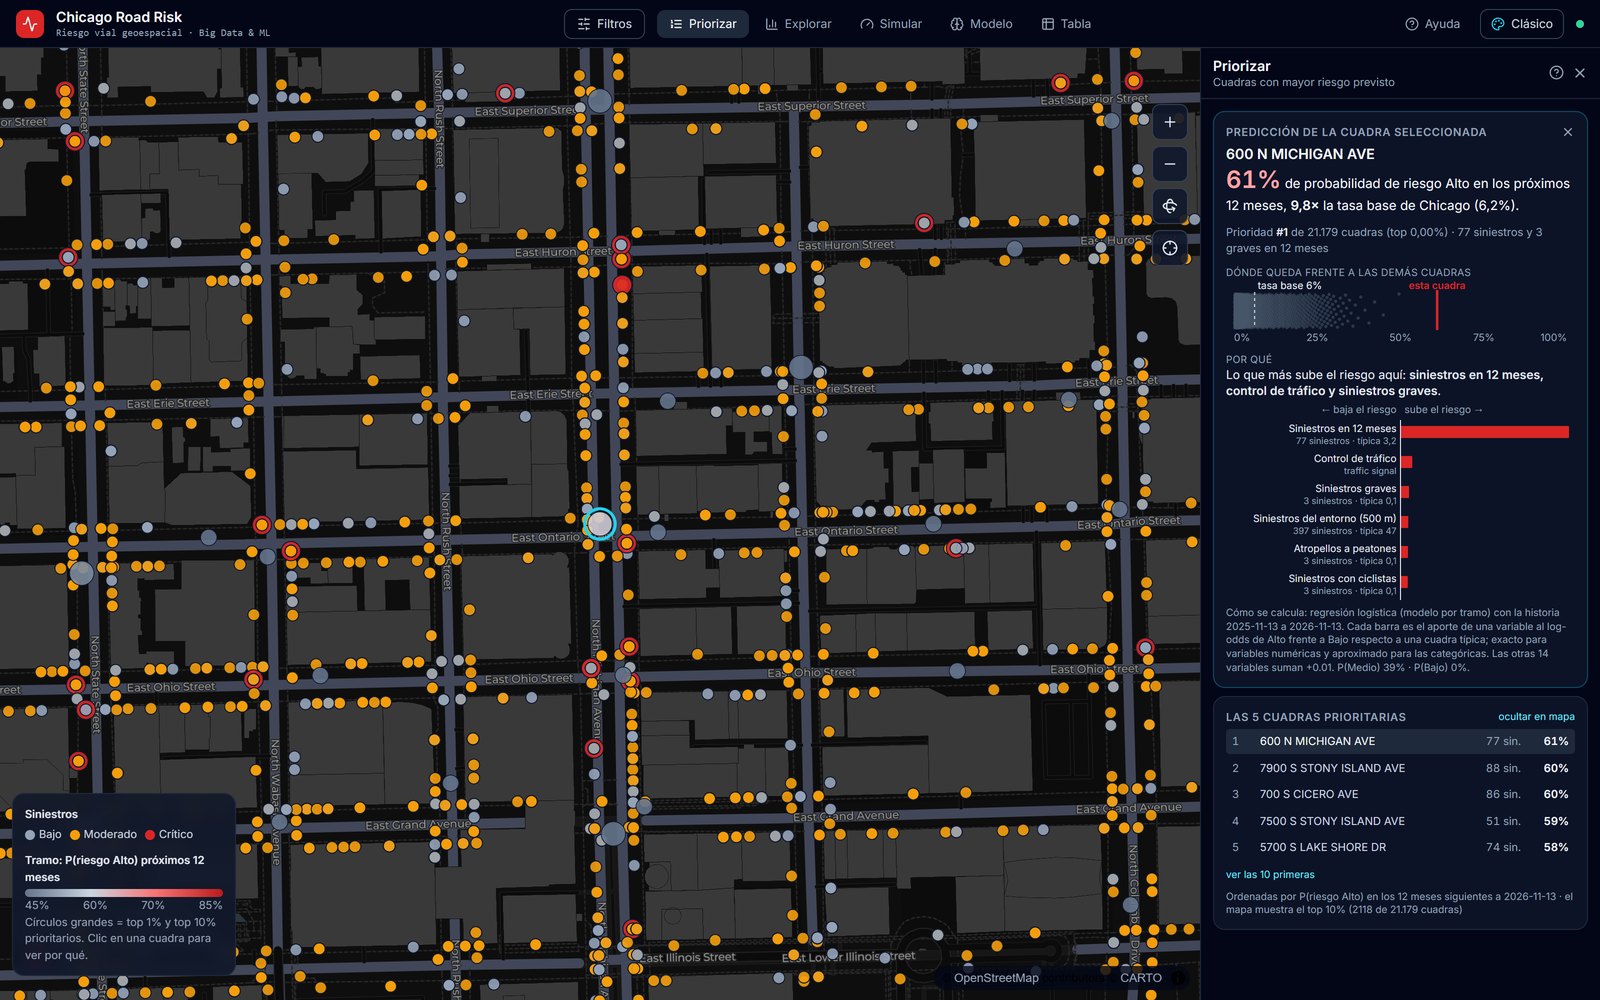 Chicago Road Risk
Riesgo vial geoespacial · Big Data & ML
Filtros
Priorizar
Explorar
Simular
Modelo
Tabla
Ayuda
Clásico
North State Street
North Rush Street
East Superior Street
East Superior Street
East Superior Street
East Huron Street
East Huron Street
East Huron S
East Erie Street
East Erie Street
East Erie Street
East Erie Street
North Rush Street
East Ontario
East Ontario Street
East Ontario Street
North State Street
East Ohio Street
East Ohio Street
East Ohio Street
East Ohio Street
East Grand Avenue
East Grand Avenue
East Grand Avenue
East Illinois Street
East Lower Illinois Street
OpenStreetMap
CARTO
Siniestros
Bajo Moderado Crítico
Tramo: P(riesgo Alto) próximos 12
meses
45% 60% 70% 85%
Círculos grandes = top 1% y top 10%
prioritarios. Clic en una cuadra para
ver por qué.
Priorizar
Cuadras con mayor riesgo previsto
PREDICCIÓN DE LA CUADRA SELECCIONADA
600 N MICHIGAN AVE
61% de probabilidad de riesgo Alto en los próximos
12 meses, 9,8× la tasa base de Chicago (6,2%).
Prioridad #1 de 21.179 cuadras (top 0,00%) · 77 siniestros y 3
graves en 12 meses
DÓNDE QUEDA FRENTE A LAS DEMÁS CUADRAS
tasa base 6% esta cuadra
0% 25% 50% 75% 100%
POR QUÉ
Lo que más sube el riesgo aquí: siniestros en 12 meses,
control de tráfico y siniestros graves.
← baja el riesgo sube el riesgo →
Siniestros en 12 meses
77 siniestros · típica 3,2
Control de tráfico
traffic signal
Siniestros graves
3 siniestros · típica 0,1
Siniestros del entorno (500 m)
397 siniestros · típica 47
Atropellos a peatones
3 siniestros · típica 0,1
Siniestros con ciclistas
3 siniestros · típica 0,1
Cómo se calcula: regresión logística (modelo por tramo) con la historia
2025-11-13 a 2026-11-13. Cada barra es el aporte de una variable al log-
odds de Alto frente a Bajo respecto a una cuadra típica; exacto para
variables numéricas y aproximado para las categóricas. Las otras 14
variables suman +0.01. P(Medio) 39% · P(Bajo) 0%.
LAS 5 CUADRAS PRIORITARIAS
ocultar en mapa
1 600 N MICHIGAN AVE 77 sin. 61%
2 7900 S STONY ISLAND AVE 88 sin. 60%
3 700 S CICERO AVE 86 sin. 60%
4 7500 S STONY ISLAND AVE 51 sin. 59%
5 5700 S LAKE SHORE DR 74 sin. 58%
ver las 10 primeras
Ordenadas por P(riesgo Alto) en los 12 meses siguientes a 2026-11-13 · el
mapa muestra el top 10% (2118 de 21.179 cuadras)